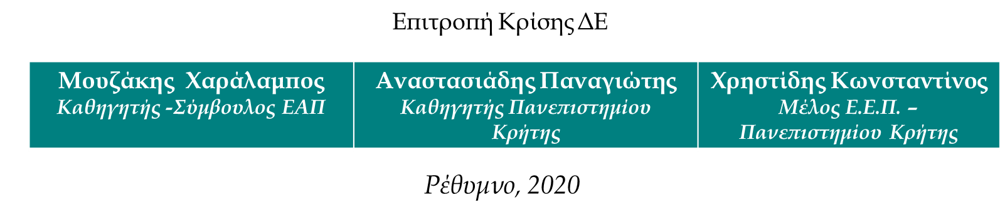 Επιτροπή Κρίσης ΔΕ
Μουζάκης Χαράλαμπος
Καθηγητής -Σύμβουλος ΕΑΠ
Αναστασιάδης Παναγιώτης
Καθηγητής Πανεπιστημίου
Κρήτης
Χρηστίδης Κωνσταντίνος
Μέλος Ε.Ε.Π. –
Πανεπιστημίου Κρήτης
Ρέθυμνο, 2020